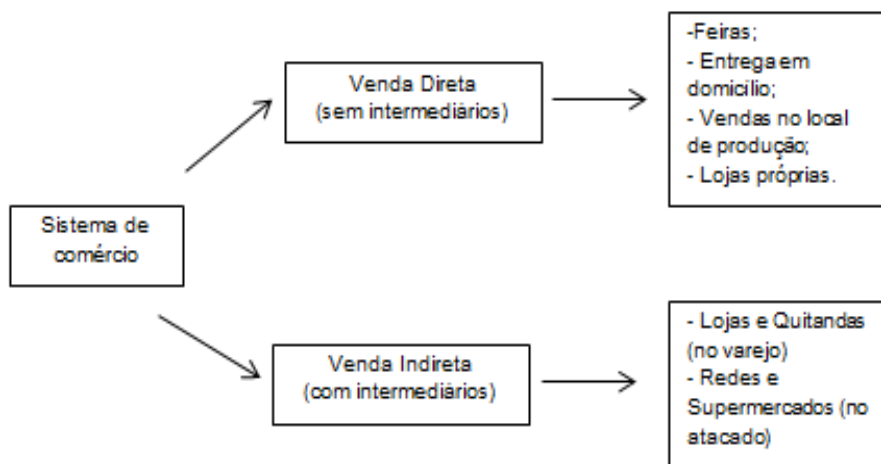 Sistema de
comércio
Venda Direta
(sem intermediários)
-Feiras;
- Entrega em
domicílio;
- Vendas no local
de produção;
- Lojas próprias.
Venda Indireta
(com intermediários)
- Lojas e Quitandas
(no varejo)
- Redes e
Supermercados (no
atacado)